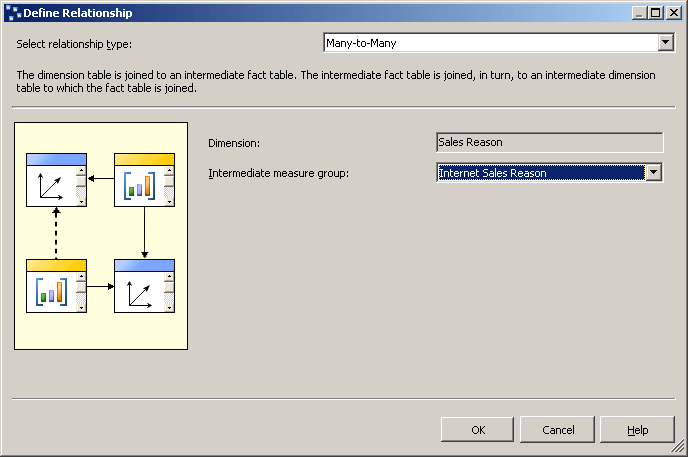 Define Relationship
Select relationship type:
Many-to-Many
The dimension table is joined to an intermediate fact table. The intermediate fact table is joined, in turn, to an intermediate dimension
table to which the fact table is joined.
Dimension:
Sales Reason
Intermediate measure group:
Internet Sales Reason
OK
Cancel
Help